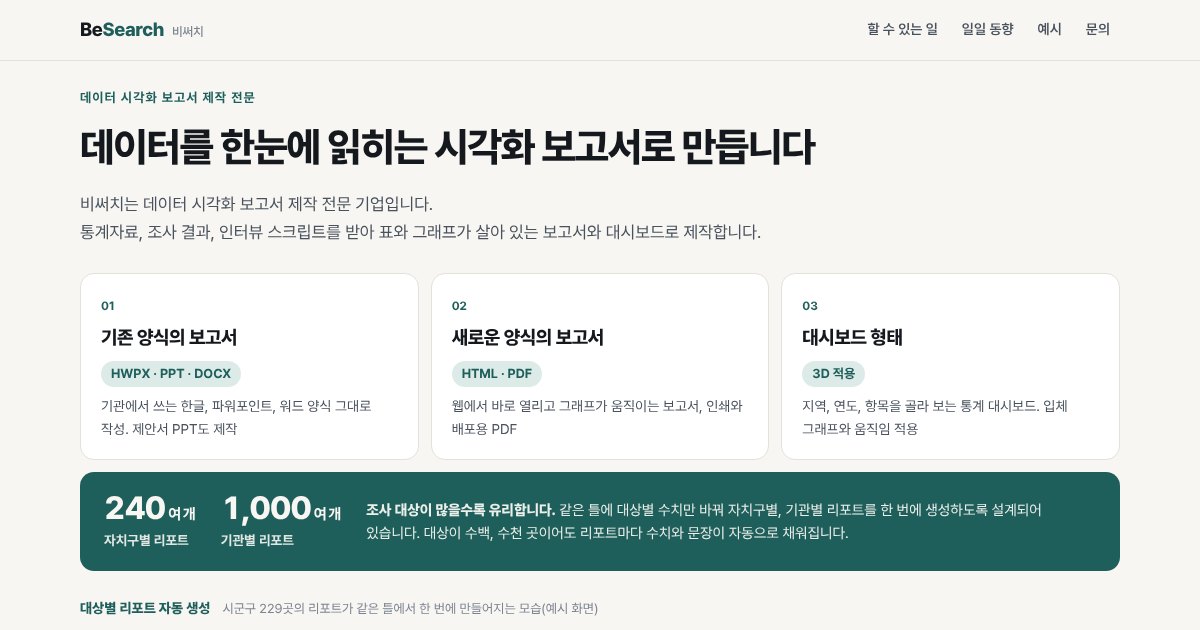 BeSearch 비써치
할 수 있는 일 일일 동향 예시 문의
데이터 시각화 보고서 제작 전문
데이터를 한눈에 읽히는 시각화 보고서로 만듭니다
비써치는 데이터 시각화 보고서 제작 전문 기업입니다.
통계자료, 조사 결과, 인터뷰 스크립트를 받아 표와 그래프가 살아 있는 보고서와 대시보드로 제작합니다.
01
기존 양식의 보고서
HWPX · PPT · DOCX
기관에서 쓰는 한글, 파워포인트, 워드 양식 그대로
작성. 제안서 PPT도 제작
02
새로운 양식의 보고서
HTML · PDF
웹에서 바로 열리고 그래프가 움직이는 보고서, 인쇄와
배포용 PDF
03
대시보드 형태
3D 적용
지역, 연도, 항목을 골라 보는 통계 대시보드. 입체
그래프와 움직임 적용
240여개
자치구별 리포트
1,000여개
기관별 리포트
조사 대상이 많을수록 유리합니다. 같은 틀에 대상별 수치만 바꿔 자치구별, 기관별 리포트를 한 번에 생성하도록 설계되어
있습니다. 대상이 수백, 수천 곳이어도 리포트마다 수치와 문장이 자동으로 채워집니다.
대상별 리포트 자동 생성 시군구 229곳의 리포트가 같은 틀에서 한 번에 만들어지는 모습(예시 화면)